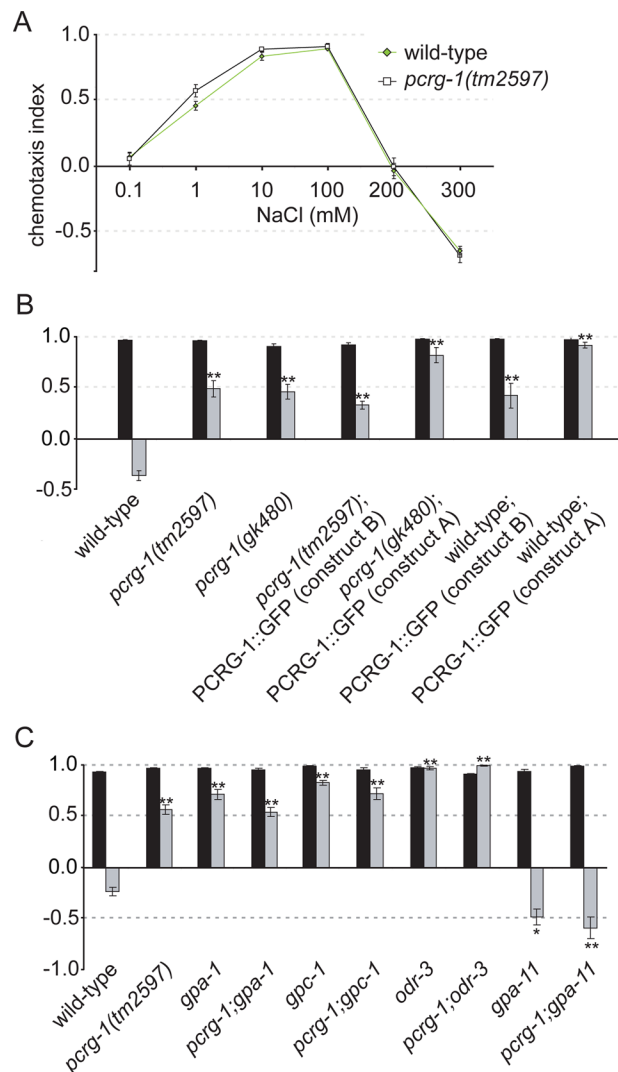 A
1.0
wild-type
pcrg-1(tm2597)
0.5
chemotaxis index
0.0
0.1 1 10 100 200 300
NaCl (mM)
-0.5
B
1.0
** ** ** ** ** **
0.5
0.0
-0.5
wild-type
pcrg-1(tm2597)
pcrg-1(gk480)
pcrg-1(tm2597);
PCRG-1::GFP (construct B)
pcrg-1(gk480);
PCRG-1::GFP (construct A)
wild-type;
PCRG-1::GFP (construct B)
wild-type;
PCRG-1::GFP (construct A)
C
1.0
** ** ** ** ** ** **
0.5
0.0
-0.5
* **
-1.0
wild-type
pcrg-1(tm2597)
gpa-1
pcrg-1;gpa-1
gpc-1
pcrg-1;gpc-1
odr-3
pcrg-1;odr-3
gpa-11
pcrg-1;gpa-11